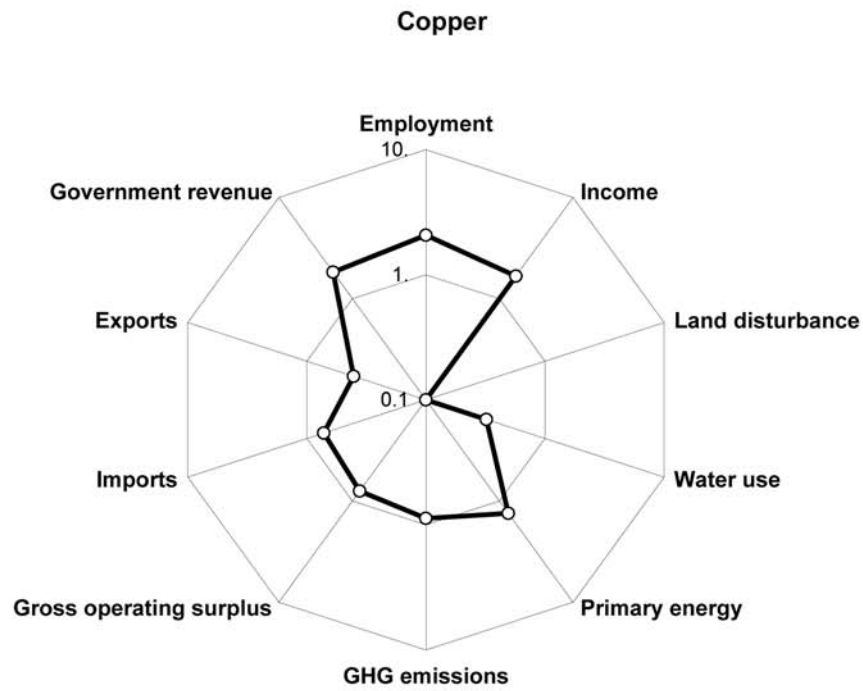 Copper
Employment
10.
Government revenue
Income
1.
Exports
Land disturbance
0.1
Imports
Water use
Gross operating surplus
Primary energy
GHG emissions